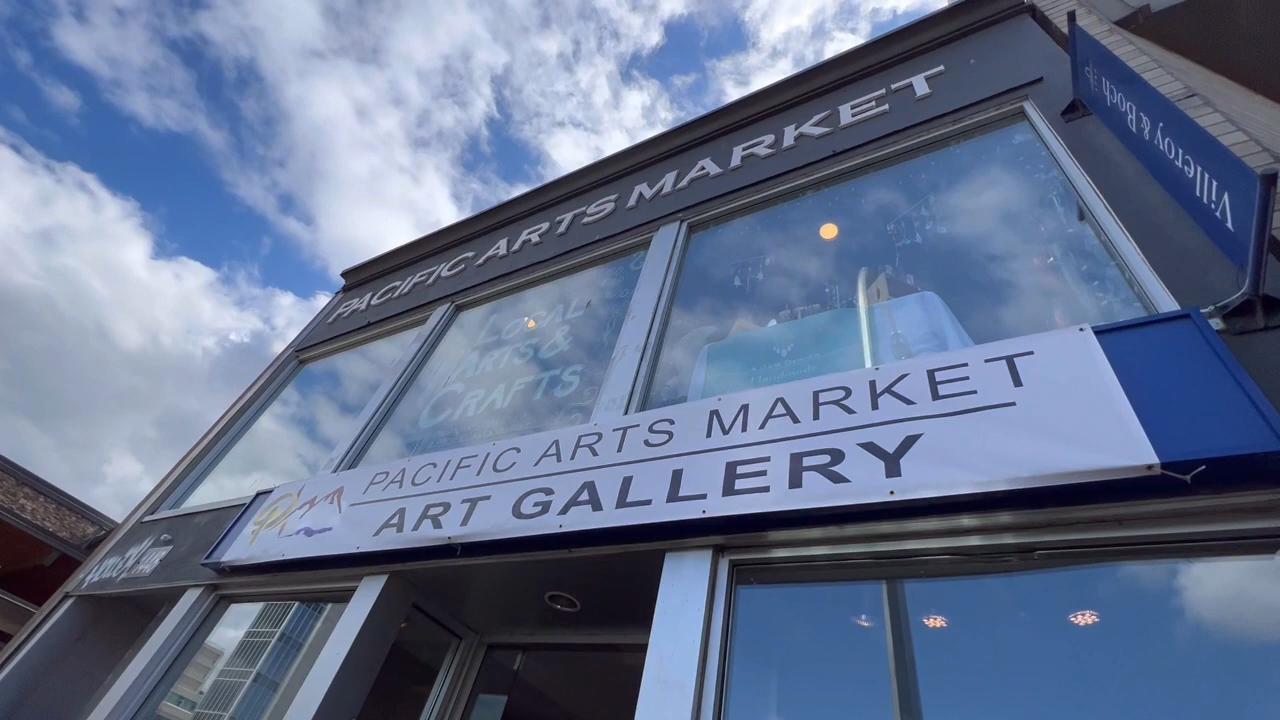 PACIFIC ARTS MARKET
Villeroy & Boch
LOCAL
ARTS &
CRAFTS
PACIFIC ARTS MARKET
ART GALLERY